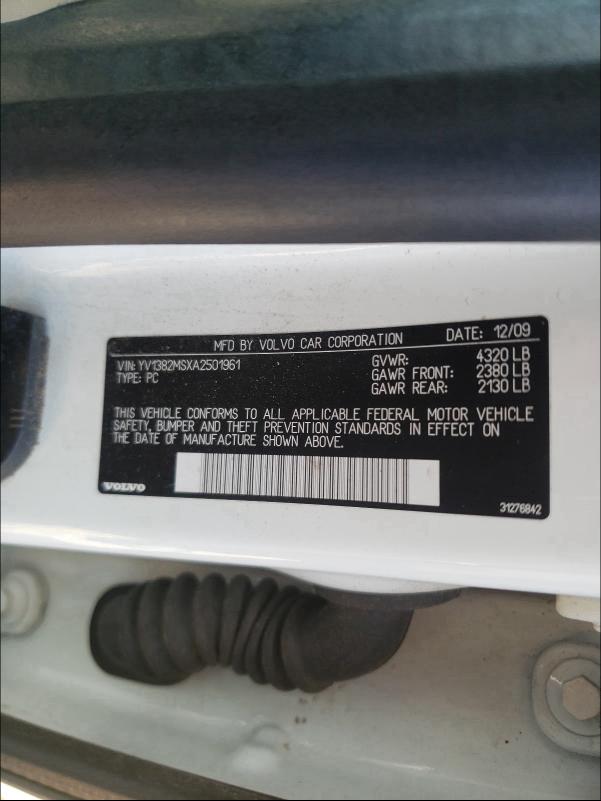 MFD BY VOLVO CAR CORPORATION DATE: 12/09
VIN: YV1382MSXA2501961 GVWR: 4320 LB
TYPE: PC GAWR FRONT: 2380 LB
GAWR REAR: 2130 LB
THIS VEHICLE CONFORMS TO ALL APPLICABLE FEDERAL MOTOR VEHICLE
SAFETY, BUMPER AND THEFT PREVENTION STANDARDS IN EFFECT ON
THE DATE OF MANUFACTURE SHOWN ABOVE.
VOLVO 31276842